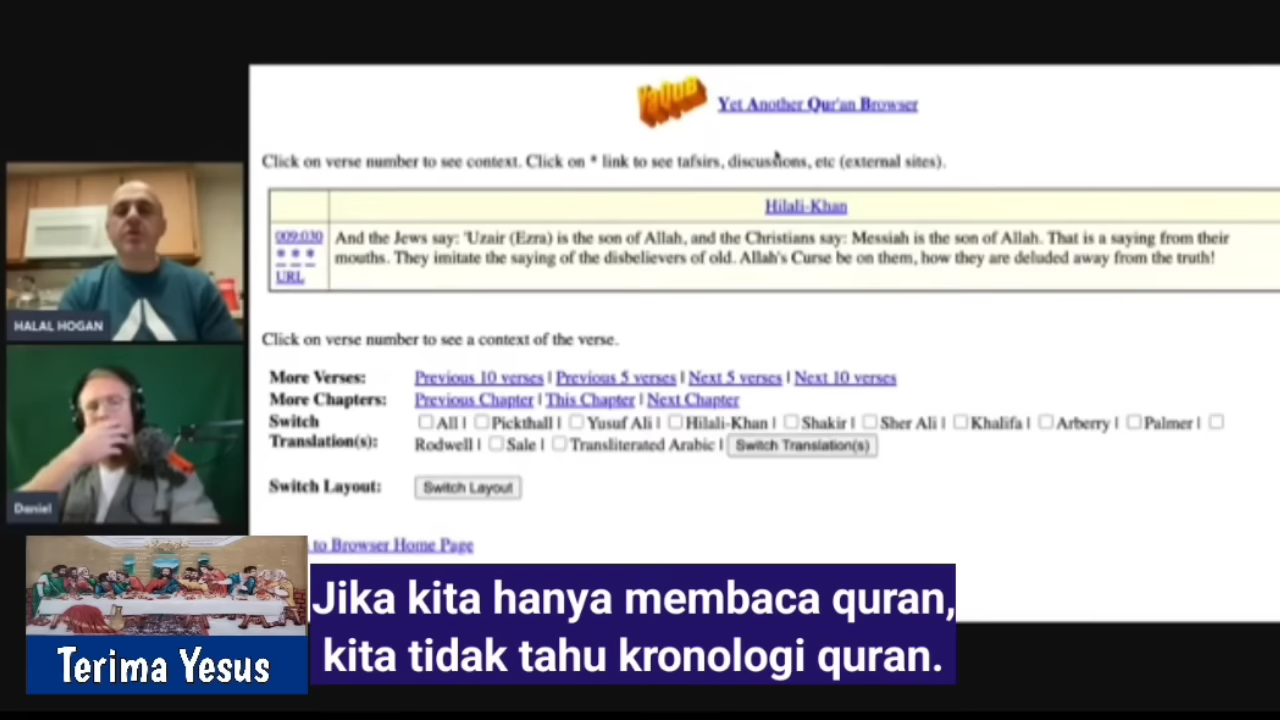 YaQuB
Yet Another Qur'an Browser
Click on verse number to see context. Click on * link to see tafsirs, discussions, etc (external sites).
Hilali-Khan
009:030
* * *
URL
And the Jews say: 'Uzair (Ezra) is the son of Allah, and the Christians say: Messiah is the son of Allah. That is a saying from their
mouths. They imitate the saying of the disbelievers of old. Allah's Curse be on them, how they are deluded away from the truth!
HALAL HOGAN
Click on verse number to see a context of the verse.
More Verses: Previous 10 verses | Previous 5 verses | Next 5 verses | Next 10 verses
More Chapters: Previous Chapter | This Chapter | Next Chapter
Switch Translation(s): All | Pickthall | Yusuf Ali | Hilali-Khan | Shakir | Sher Ali | Khalifa | Arberry | Palmer |
Rodwell | Sale | Transliterated Arabic | Switch Translation(s)
Switch Layout: Switch Layout
Daniel
to Browser Home Page
Jika kita hanya membaca quran,
kita tidak tahu kronologi quran.
Terima Yesus